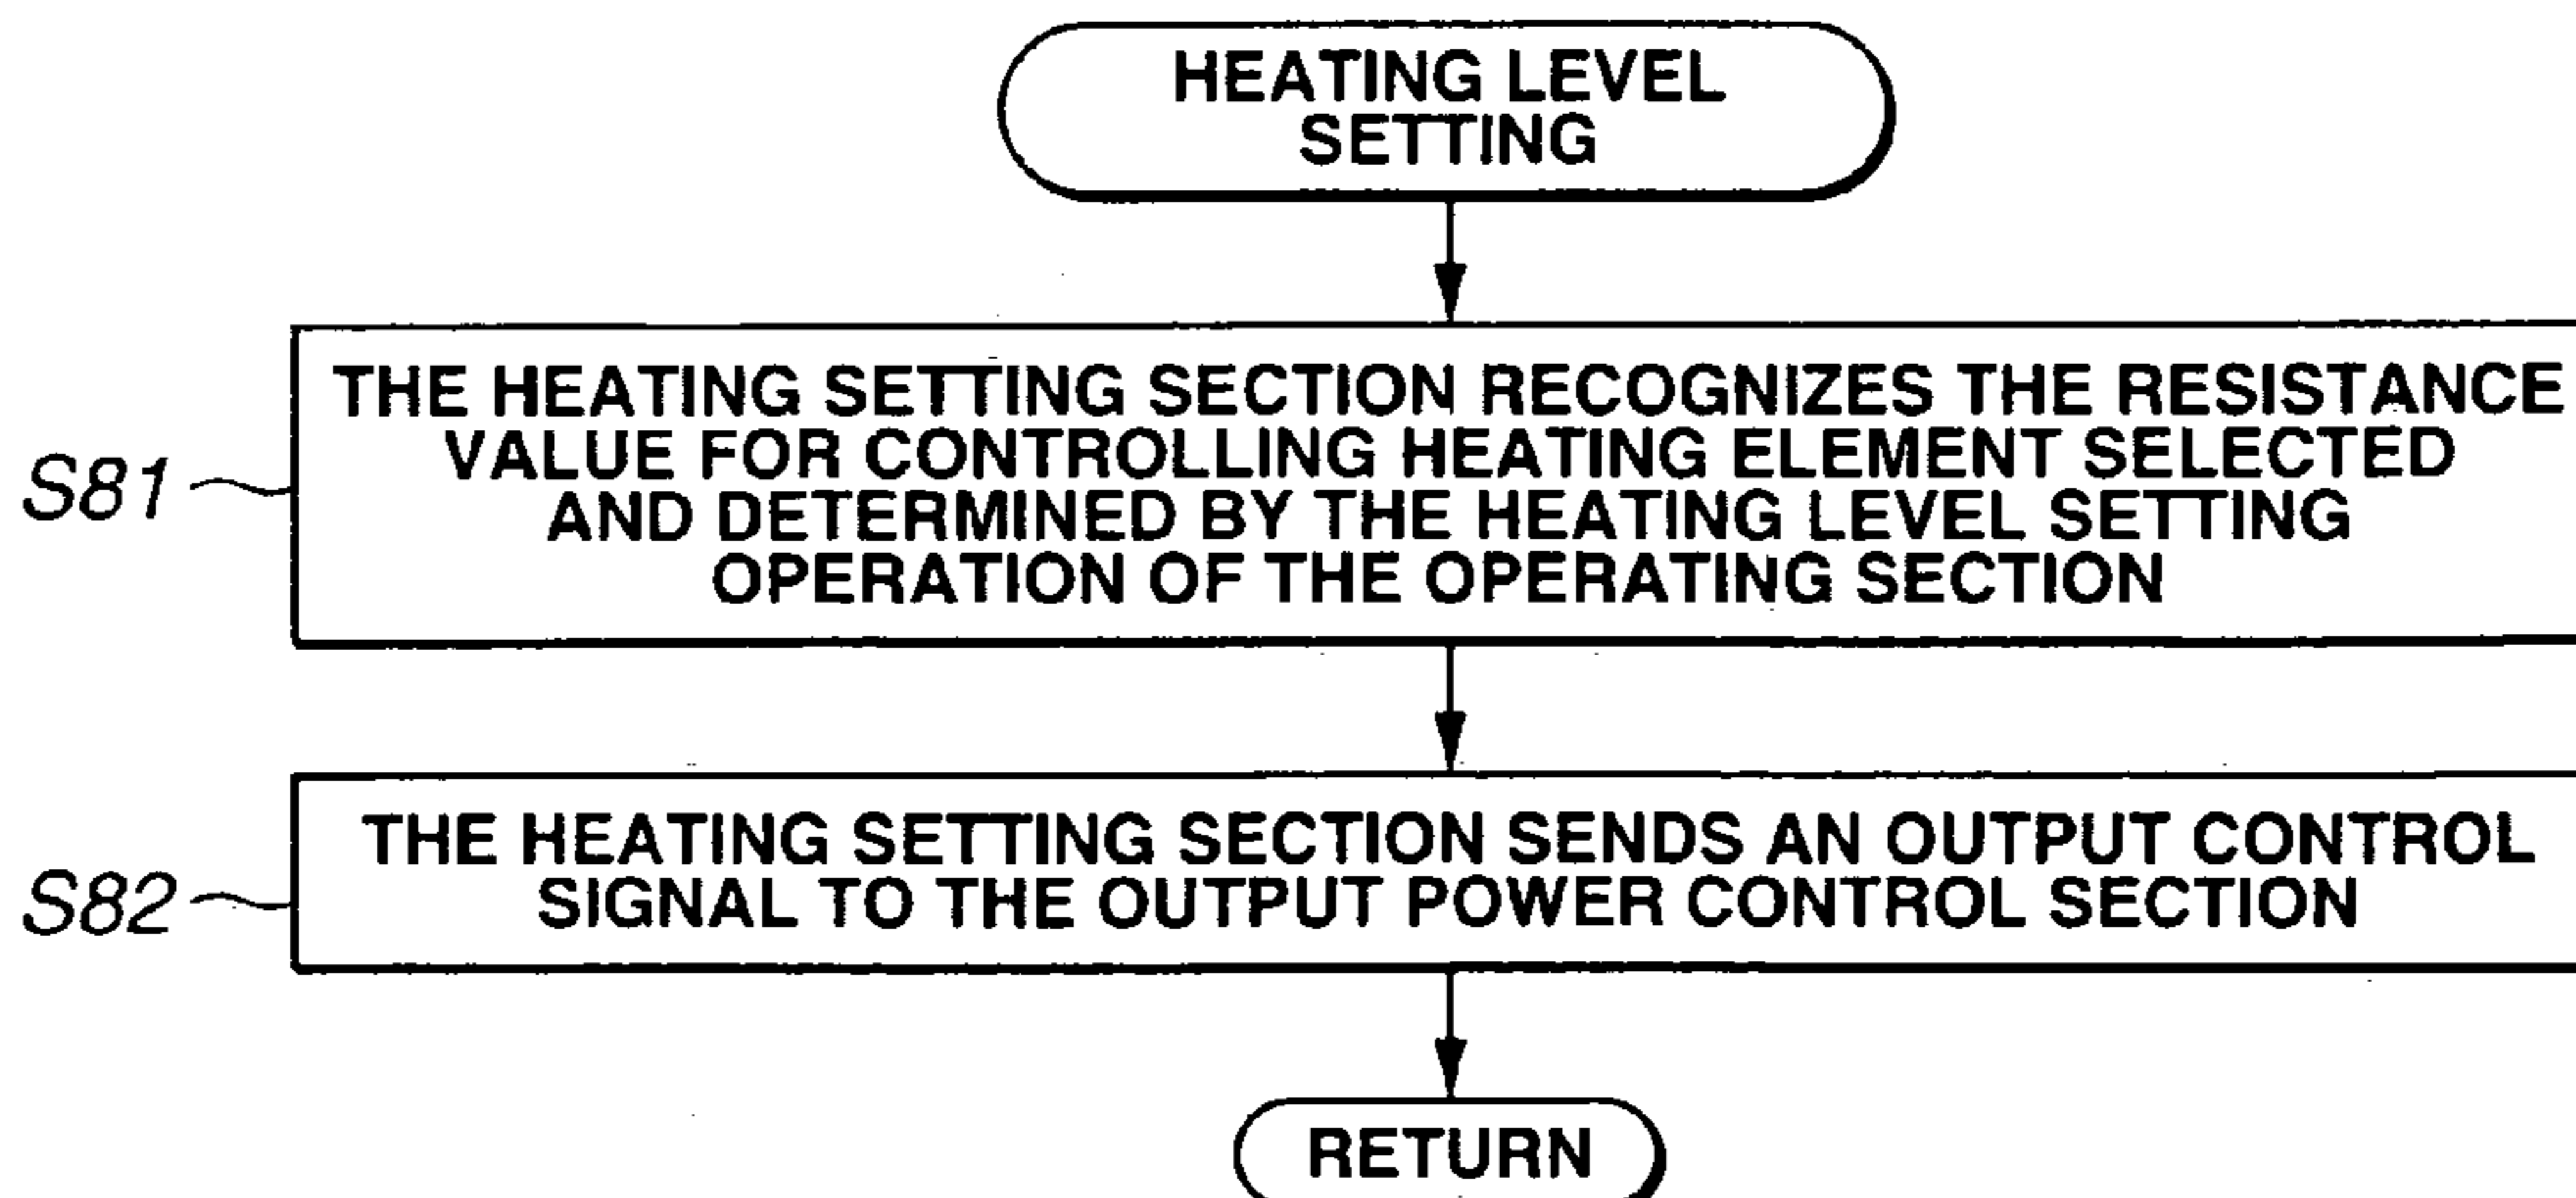 HEATING LEVEL
SETTING
THE HEATING SETTING SECTION RECOGNIZES THE RESISTANCE
VALUE FOR CONTROLLING HEATING ELEMENT SELECTED
AND DETERMINED BY THE HEATING LEVEL SETTING
OPERATION OF THE OPERATING SECTION
S81
THE HEATING SETTING SECTION SENDS AN OUTPUT CONTROL
SIGNAL TO THE OUTPUT POWER CONTROL SECTION
S82
RETURN